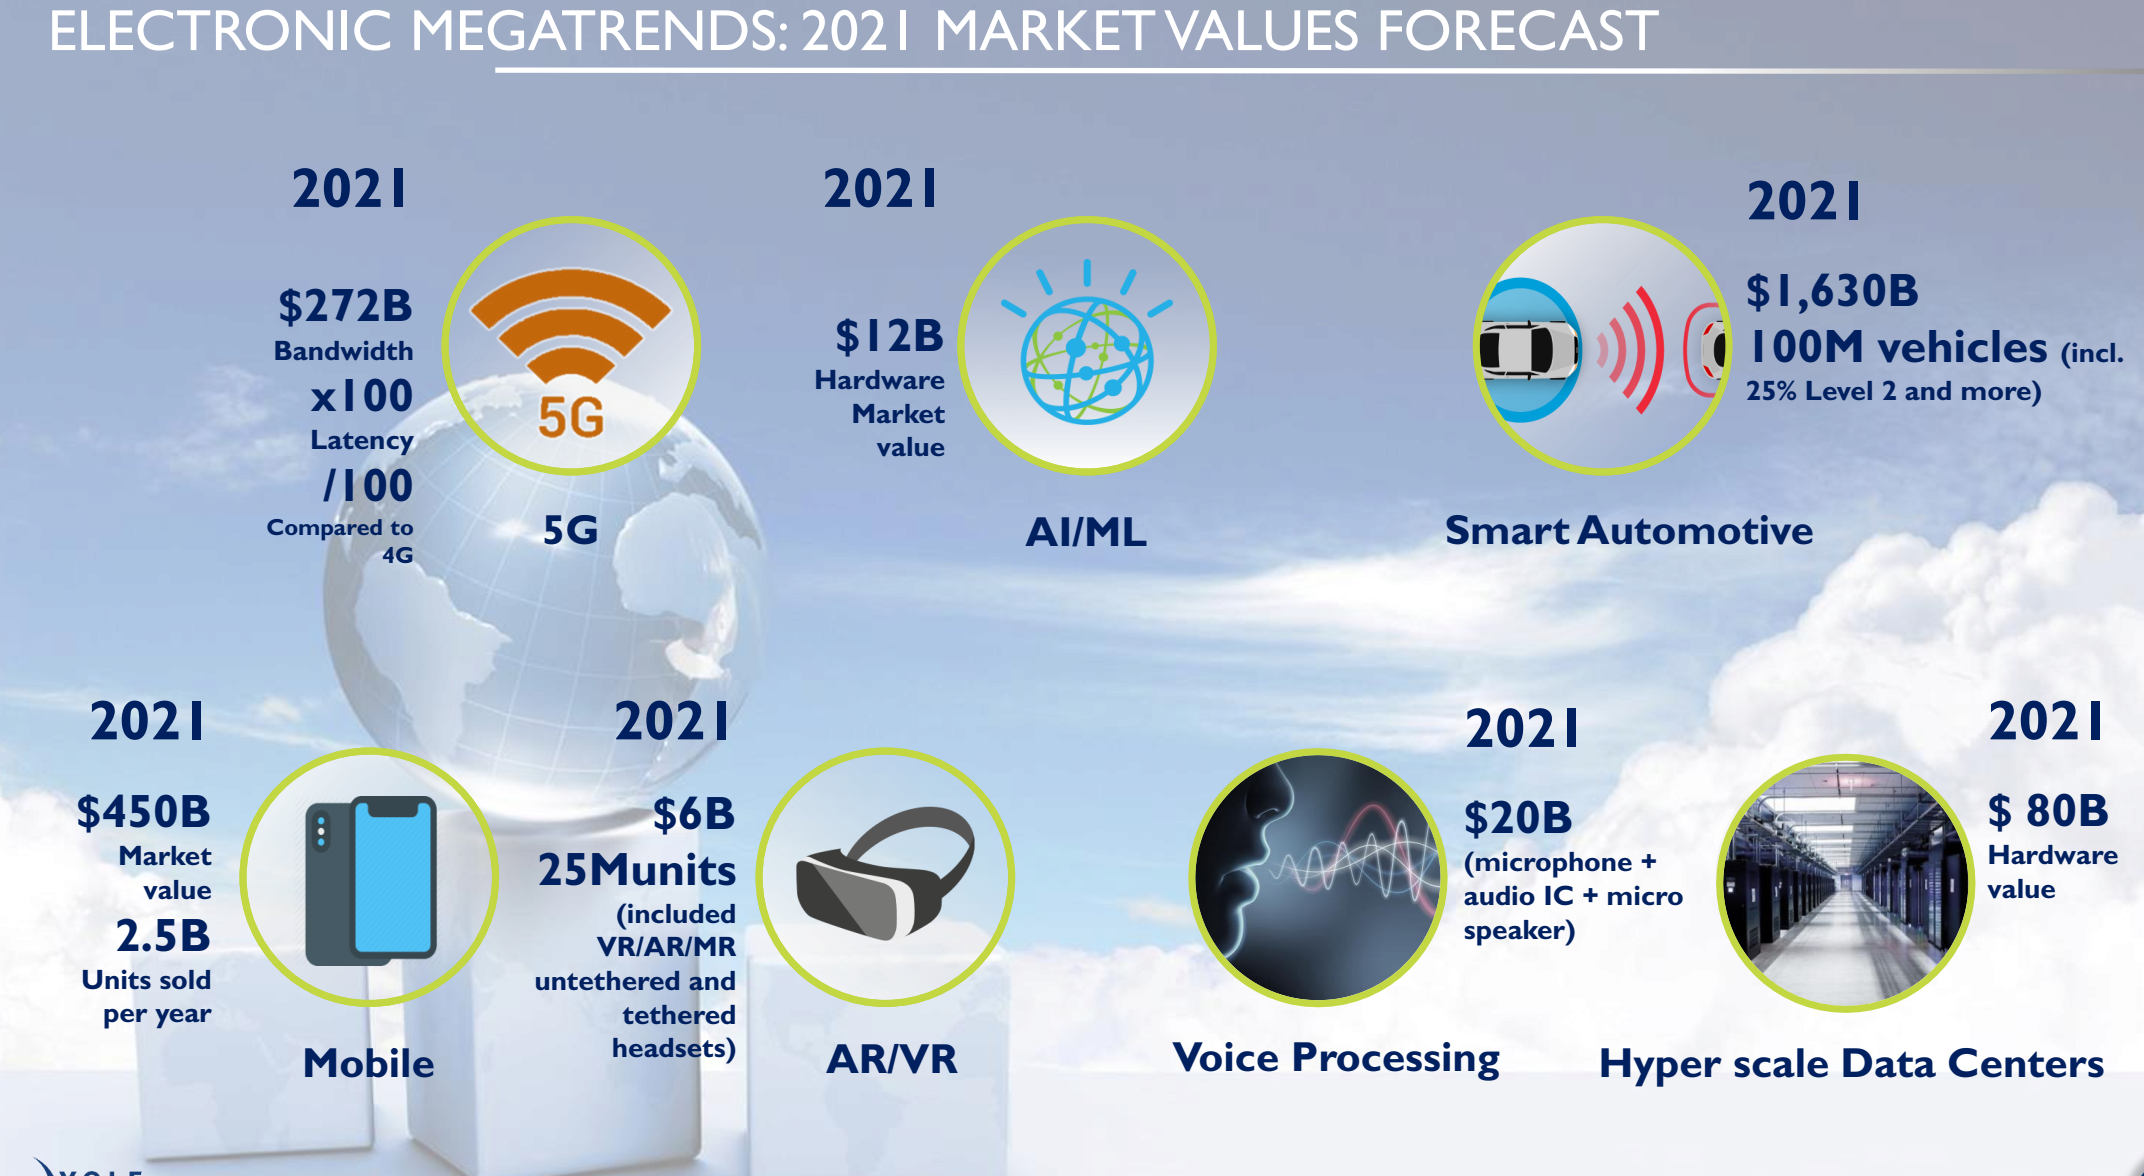 ELECTRONIC MEGATRENDS: 2021 MARKET VALUES FORECAST
2021
$272B
Bandwidth
x100
Latency
/100
Compared to
4G
5G
5G
2021
$12B
Hardware
Market
value
AI/ML
2021
$1,630B
100M vehicles (incl.
25% Level 2 and more)
Smart Automotive
2021
$450B
Market
value
2.5B
Units sold
per year
Mobile
2021
$6B
25Munits
(included
VR/AR/MR
untethered and
tethered
headsets)
AR/VR
2021
$20B
(microphone +
audio IC + micro
speaker)
Voice Processing
2021
$ 80B
Hardware
value
Hyper scale Data Centers